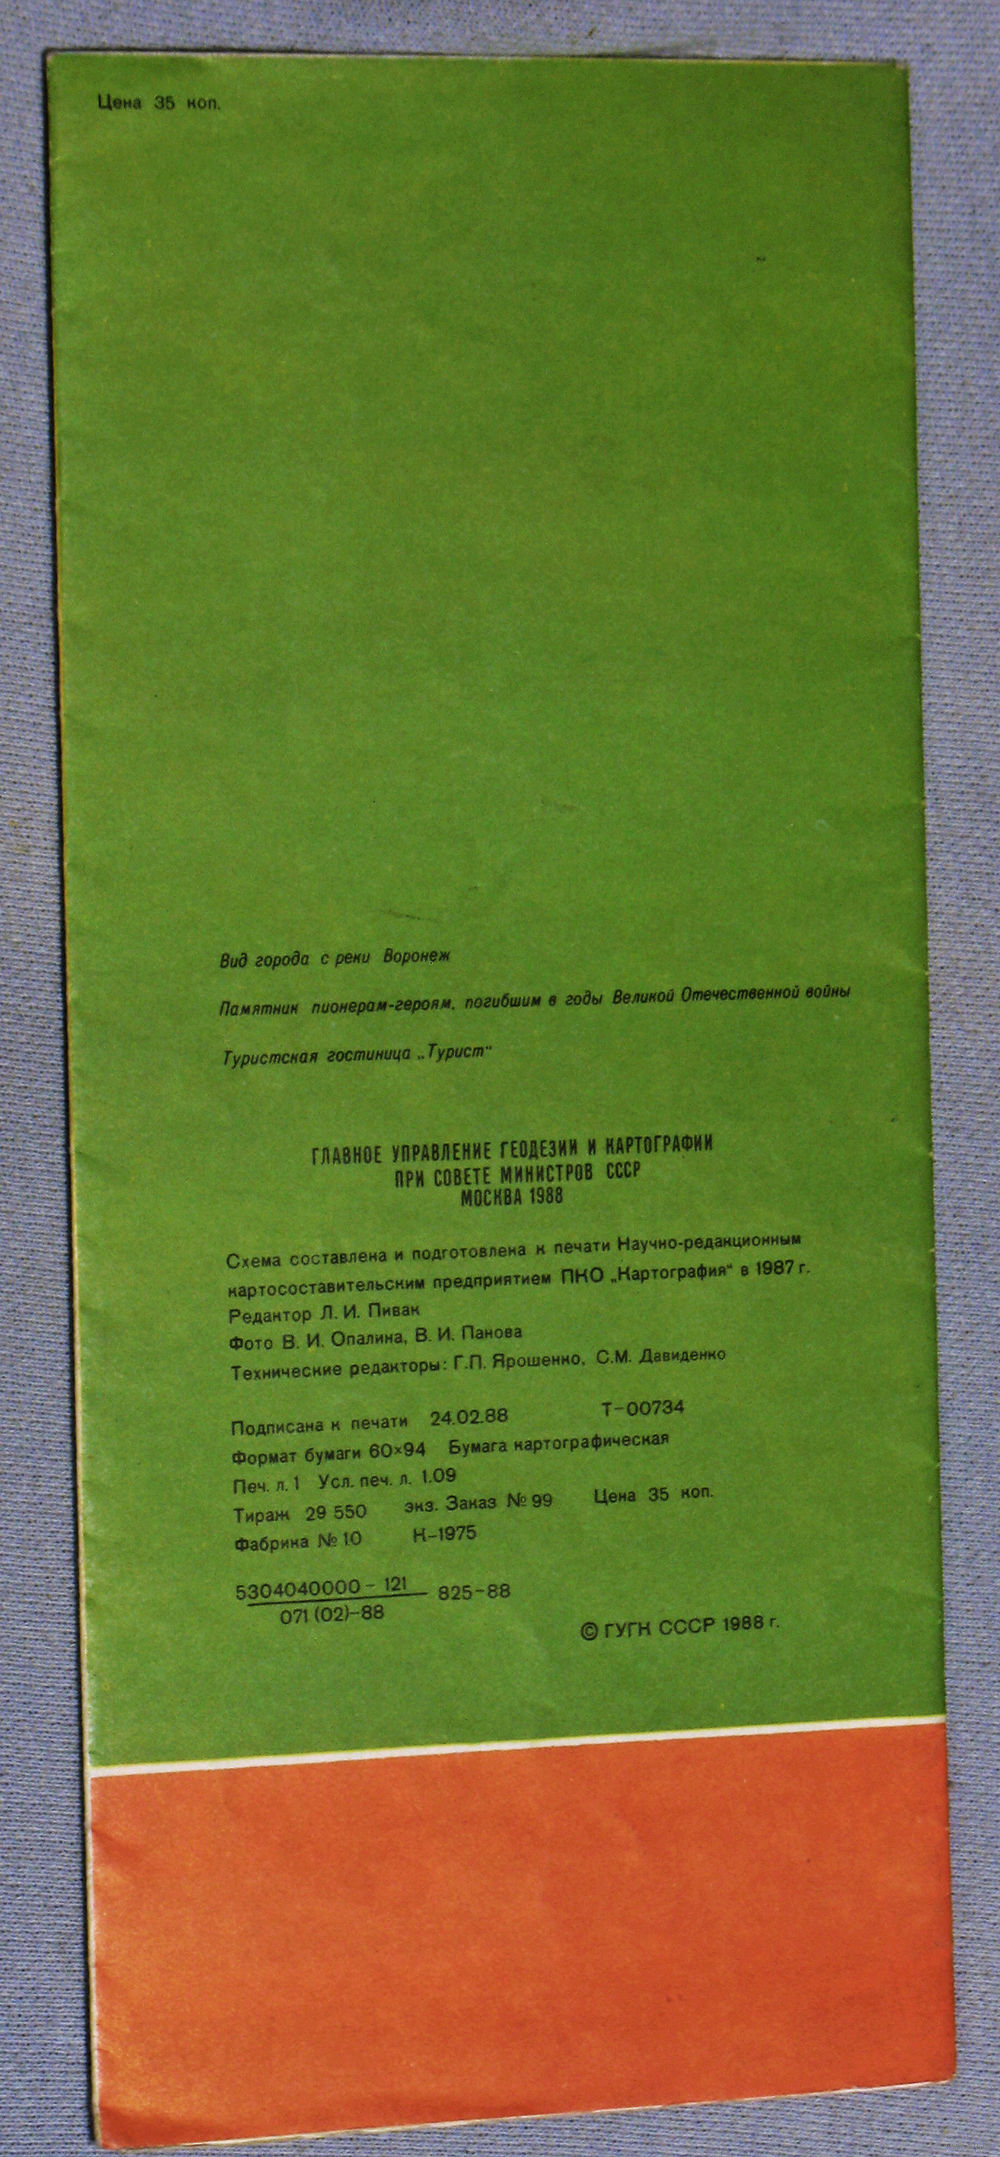 Цена 35 коп.
Вид города с реки Воронеж
Памятник пионерам-героям, погибшим в годы Великой Отечественной войны
Туристская гостиница „Турист"
ГЛАВНОЕ УПРАВЛЕНИЕ ГЕОДЕЗИИ И КАРТОГРАФИИ
ПРИ СОВЕТЕ МИНИСТРОВ СССР
МОСКВА 1988
Схема составлена и подготовлена к печати Научно-редакционным
картосоставительским предприятием ПКО „Картография" в 1987 г.
Редактор Л. И. Пивак
Фото В. И. Опалина, В. И. Панова
Технические редакторы: Г.П. Ярошенко, С.М. Давиденко
Подписана к печати 24.02.88 Т-00734
Формат бумаги 60×94 Бумага картографическая
Печ. л. 1 Усл. печ. л. 1.09
Тираж 29 550 экз. Заказ № 99 Цена 35 коп.
Фабрика № 10 К-1975
5304040000 - 121
071 (02)-88
825-88
© ГУГК СССР 1988 г.